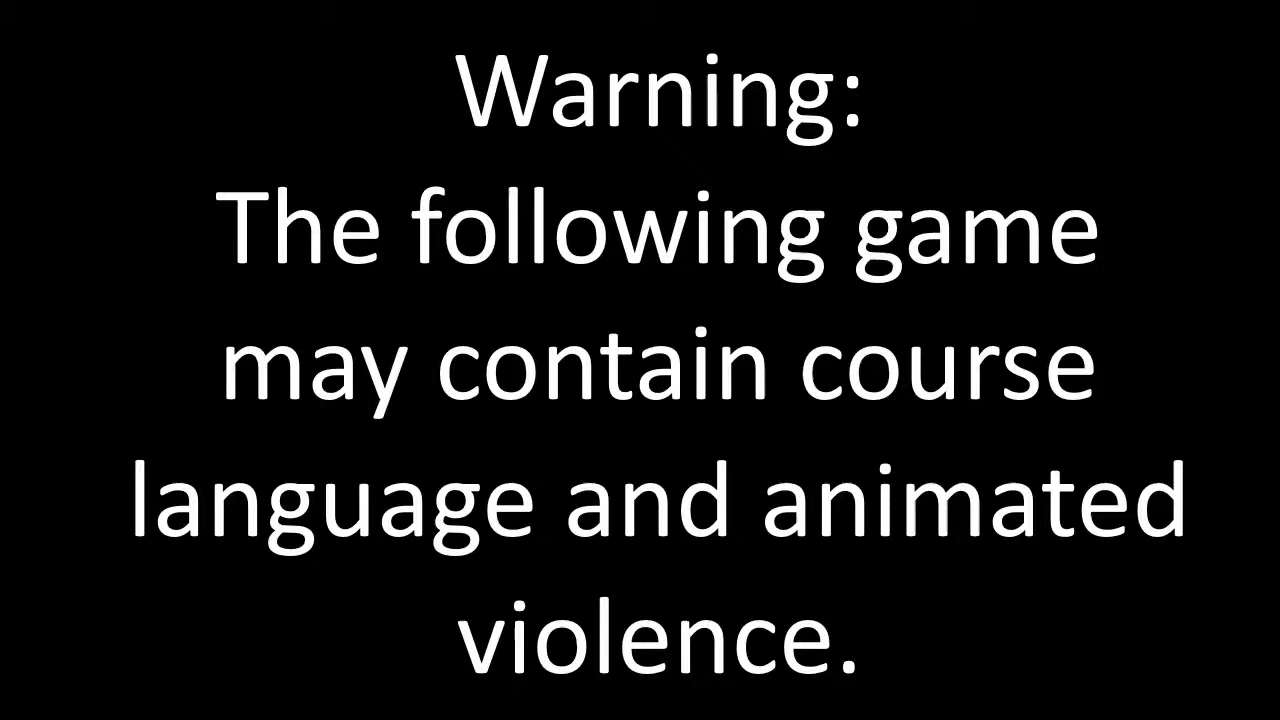 Warning:
The following game
may contain course
language and animated
violence.